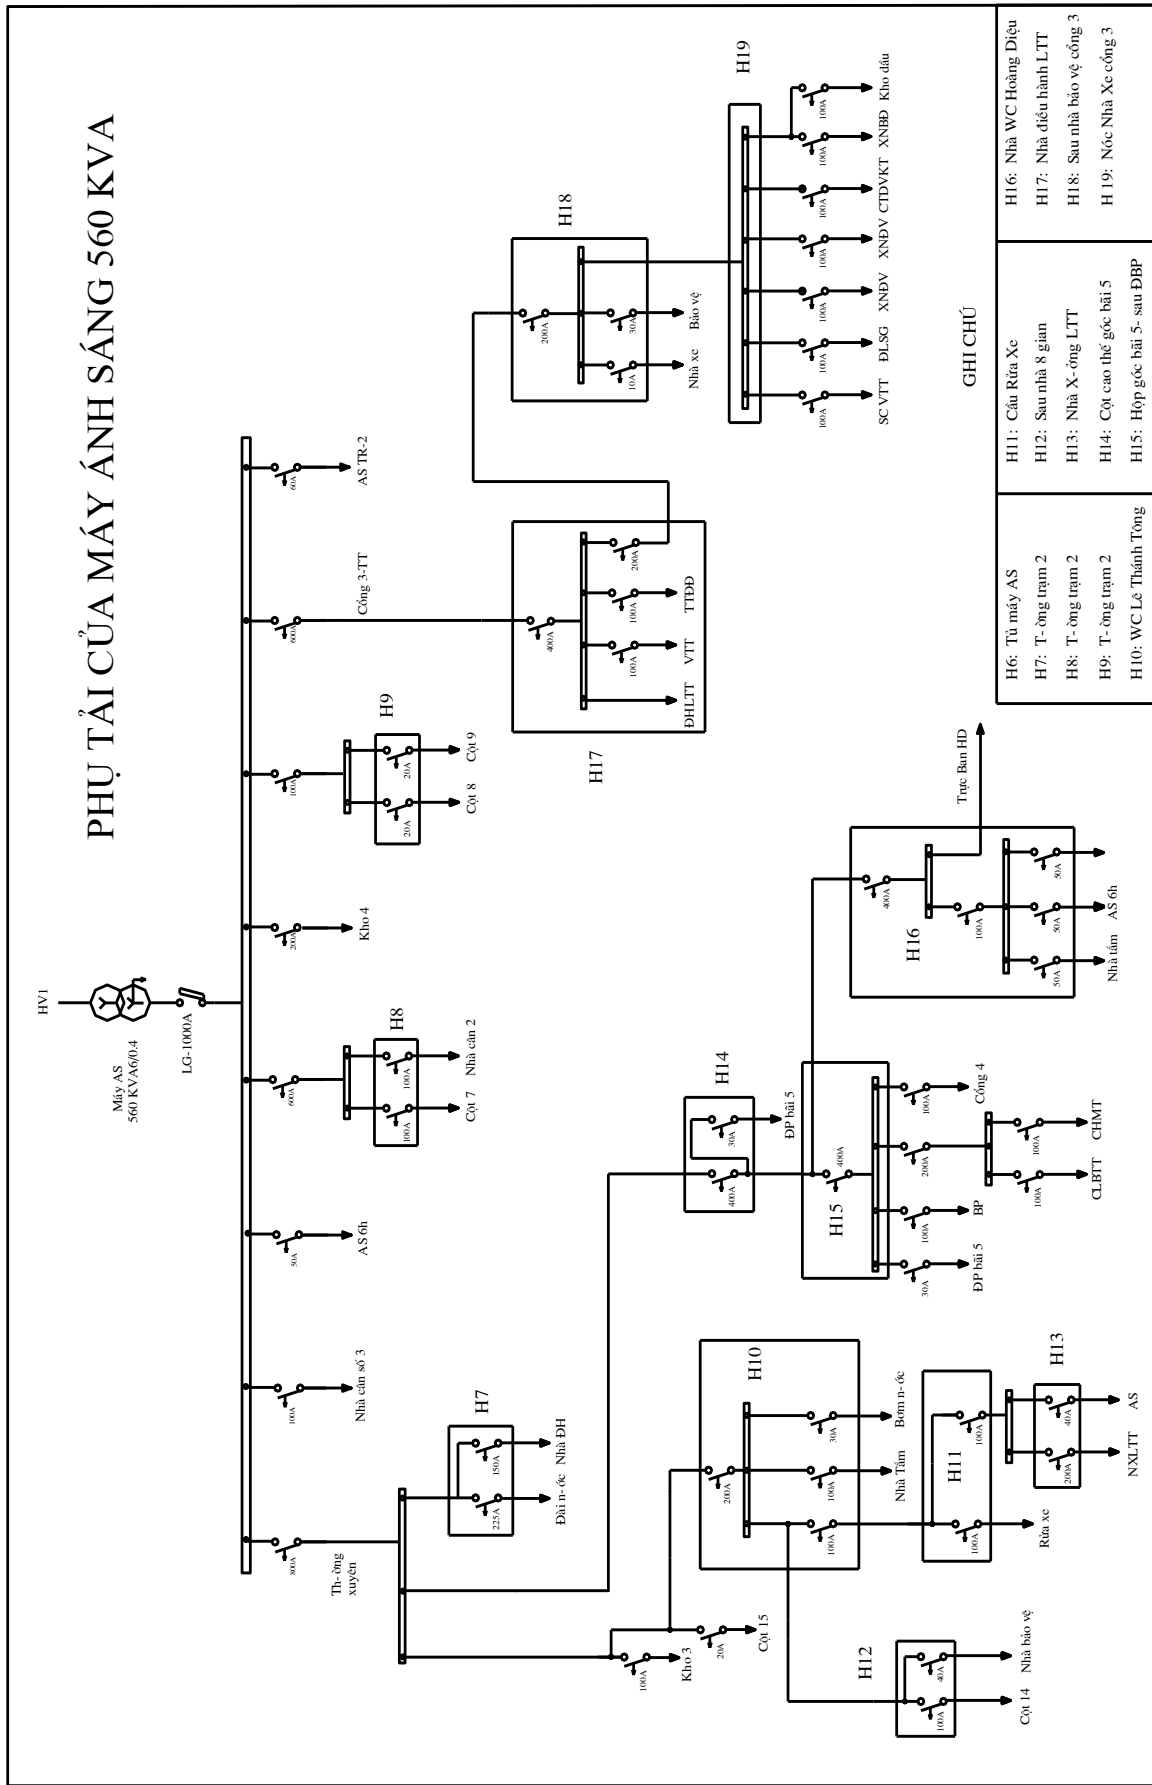 PHỤ TẢI CỦA MÁY ÁNH SÁNG 560 KVA
HV1
Máy AS
560 KVA6/0.4
LG-1000A
800A
100A
50A
600A
200A
100A
600A
60A
Th- ờng
xuyên
Nhà cân số 3
AS 6h
Kho 4
Cổng 3-TT
AS TR-2
H7
225A
150A
Đài n- ớc
Nhà ĐH
H8
100A
100A
Cột 7
Nhà cân 2
H9
20A
20A
Cột 8
Cột 9
H17
400A
100A
100A
200A
ĐHLTT
VTT
TTĐĐ
H18
200A
10A
30A
Nhà xe
Bảo vệ
H19
100A
100A
100A
100A
100A
100A
100A
SC VTT
ĐLSG
XNĐV
XNĐV
CTDVKT
XNBĐ
Kho dầu
100A
Kho 3
20A
Cột 15
H10
200A
100A
100A
30A
Nhà Tắm
Bơm n- ớc
H12
100A
40A
Cột 14
Nhà bảo vệ
H11
100A
100A
Rửa xe
H13
200A
40A
NXLTT
AS
H14
400A
30A
ĐP bãi 5
H15
400A
30A
100A
200A
100A
ĐP bãi 5
BP
Cổng 4
100A
100A
CLBTT
CHMT
H16
400A
100A
Trực Ban HD
50A
50A
50A
Nhà tắm
AS 6h
GHI CHÚ
H6: Tủ máy AS
H7: T- ờng trạm 2
H8: T- ờng trạm 2
H9: T- ờng trạm 2
H10: WC Lê Thánh Tông
H11: Cầu Rửa Xe
H12: Sau nhà 8 gian
H13: Nhà X- ởng LTT
H14: Cột cao thế góc bãi 5
H15: Hộp góc bãi 5- sau ĐBP
H16: Nhà WC Hoàng Diệu
H17: Nhà điều hành LTT
H18: Sau nhà bảo vệ cổng 3
H 19: Nóc Nhà Xe cổng 3